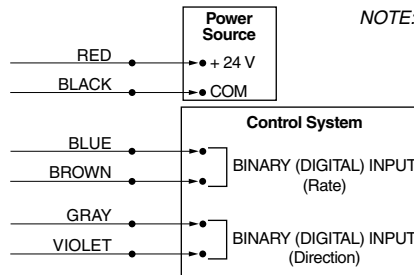 Power
Source
NOTE:
RED
+ 24 V
BLACK
COM
Control System
BLUE
BROWN
BINARY (DIGITAL) INPUT
(Rate)
GRAY
VIOLET
BINARY (DIGITAL) INPUT
(Direction)